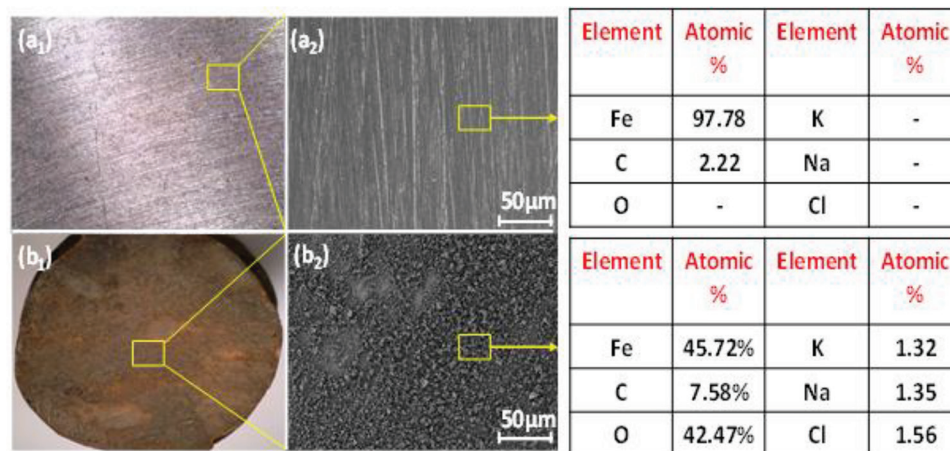 (a₁)
(a₂)
50μm
Element Atomic % Element Atomic %
Fe 97.78 K -
C 2.22 Na -
O - Cl -
(b₁)
(b₂)
50μm
Element Atomic % Element Atomic %
Fe 45.72% K 1.32
C 7.58% Na 1.35
O 42.47% Cl 1.56